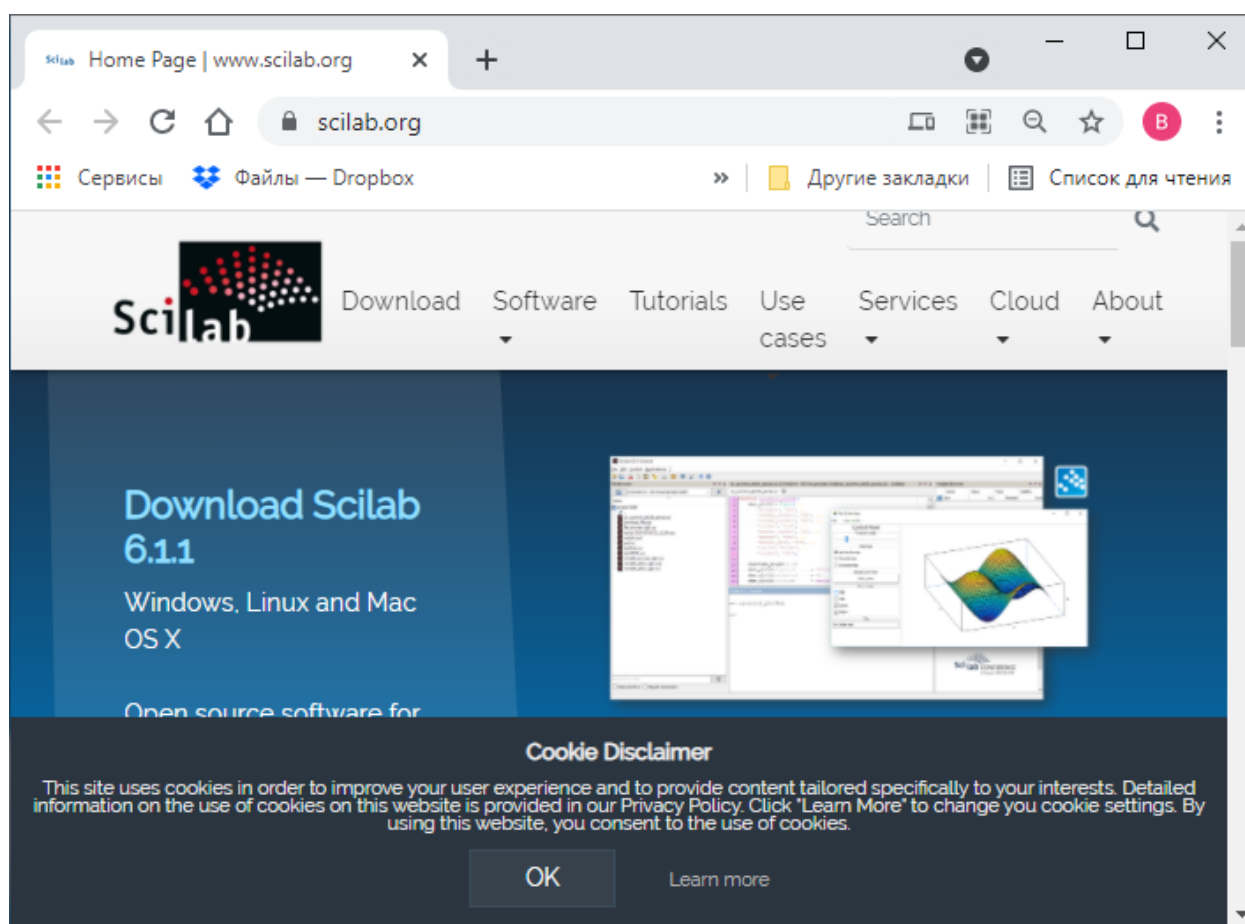 Scilab Home Page | www.scilab.org
scilab.org
B
Сервисы Файлы — Dropbox » Другие закладки Список для чтения
Search
Scilab Download Software Tutorials Use cases Services Cloud About
Download Scilab
6.1.1
Windows, Linux and Mac
OS X
Open source software for
Cookie Disclaimer
This site uses cookies in order to improve your user experience and to provide content tailored specifically to your interests. Detailed
information on the use of cookies on this website is provided in our Privacy Policy. Click "Learn More" to change you cookie settings. By
using this website, you consent to the use of cookies.
OK Learn more